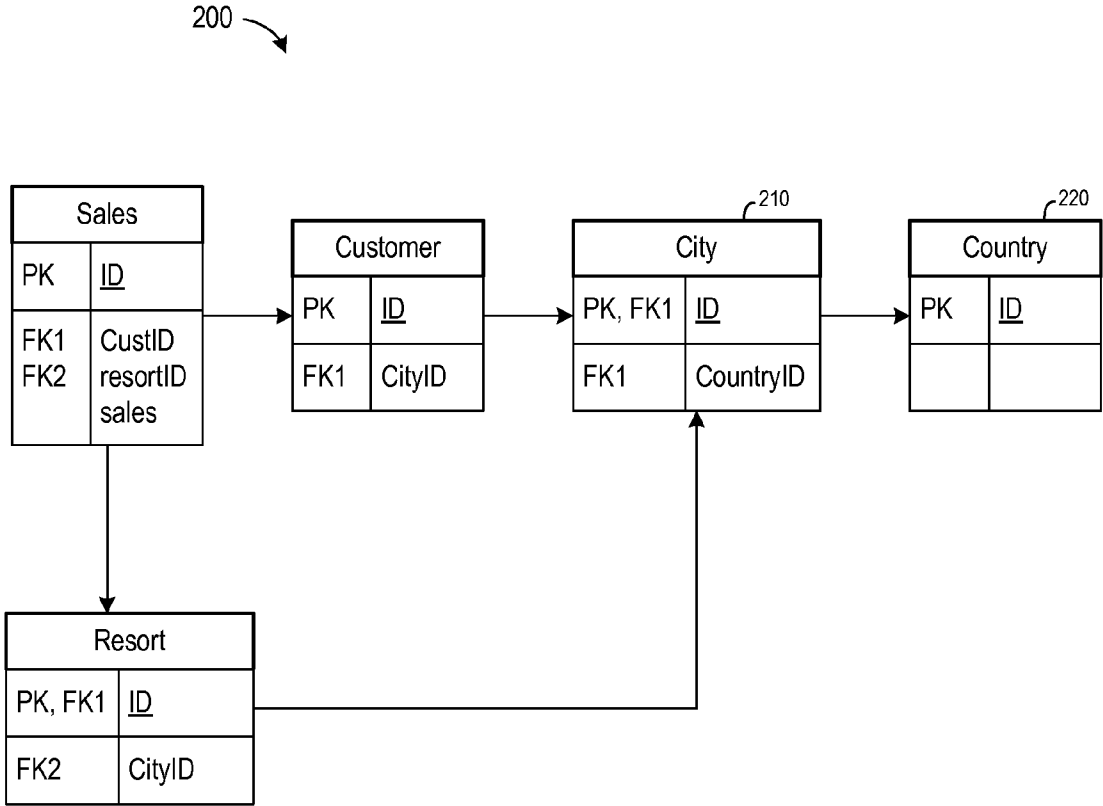 200
Sales
PK ID
FK1 CustID
FK2 resortID
sales
Customer
PK ID
FK1 CityID
210
City
PK, FK1 ID
FK1 CountryID
220
Country
PK ID
Resort
PK, FK1 ID
FK2 CityID